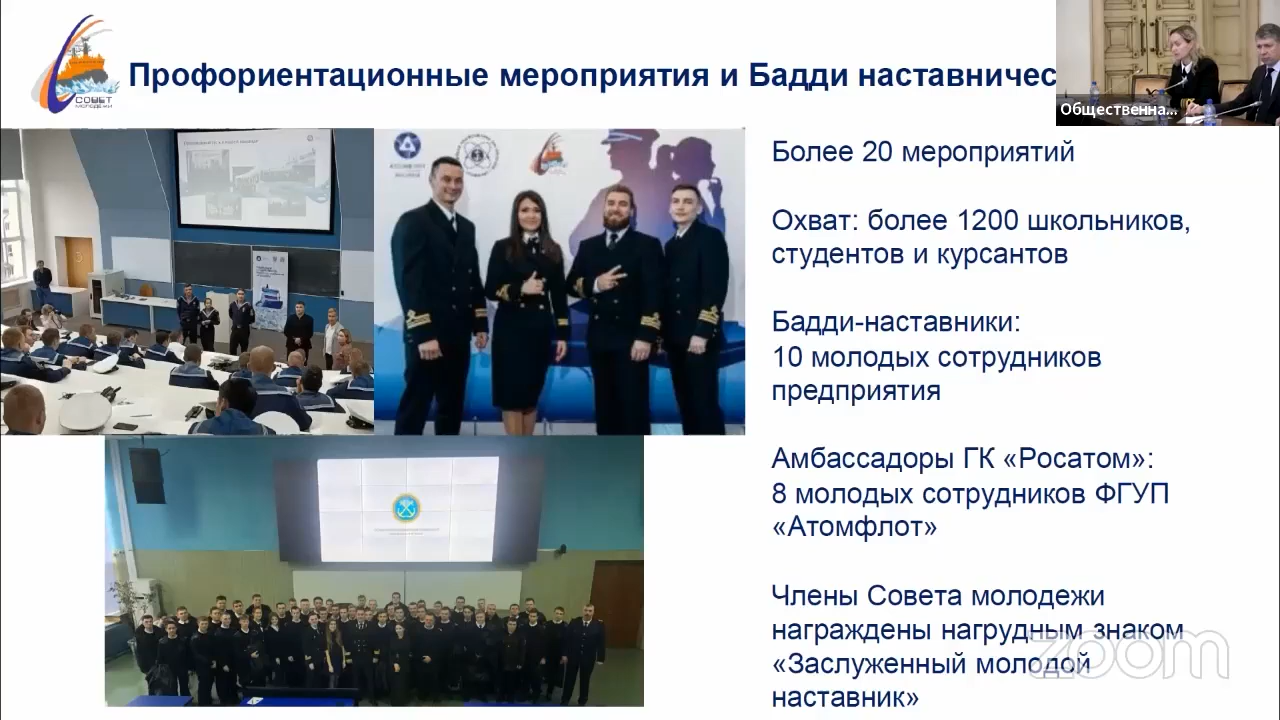 СОВЕТ
МОЛОДЕЖИ
Профориентационные мероприятия и Бадди наставничес
Общественна...
Более 20 мероприятий
Охват: более 1200 школьников,
студентов и курсантов
Бадди-наставники:
10 молодых сотрудников
предприятия
Амбассадоры ГК «Росатом»:
8 молодых сотрудников ФГУП
«Атомфлот»
Члены Совета молодежи
награждены нагрудным знаком
«Заслуженный молодой
наставник»
zoom